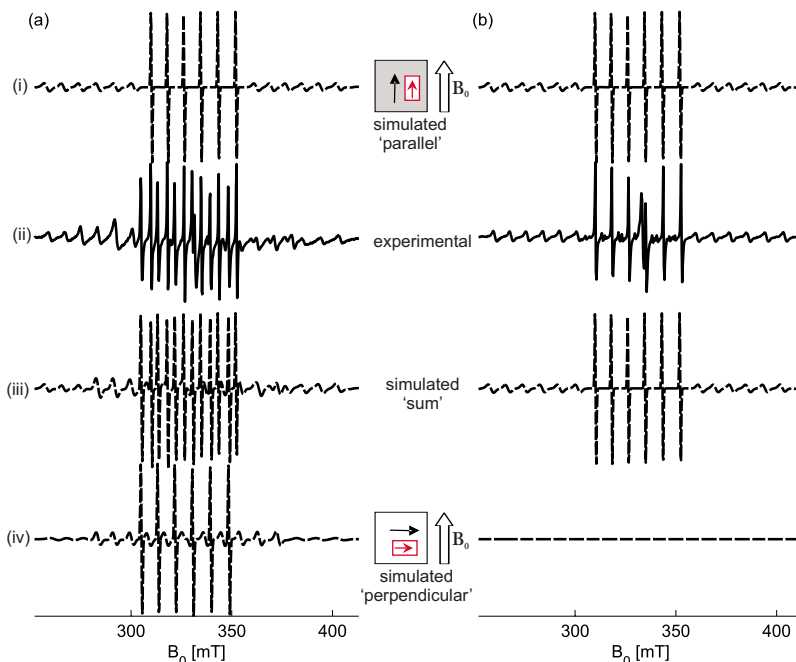 (a)
(b)
(i)
B₀
simulated
'parallel'
(ii)
experimental
(iii)
simulated
'sum'
(iv)
B₀
simulated
'perpendicular'
300 350 400
300 350 400
B₀ [mT]
B₀ [mT]